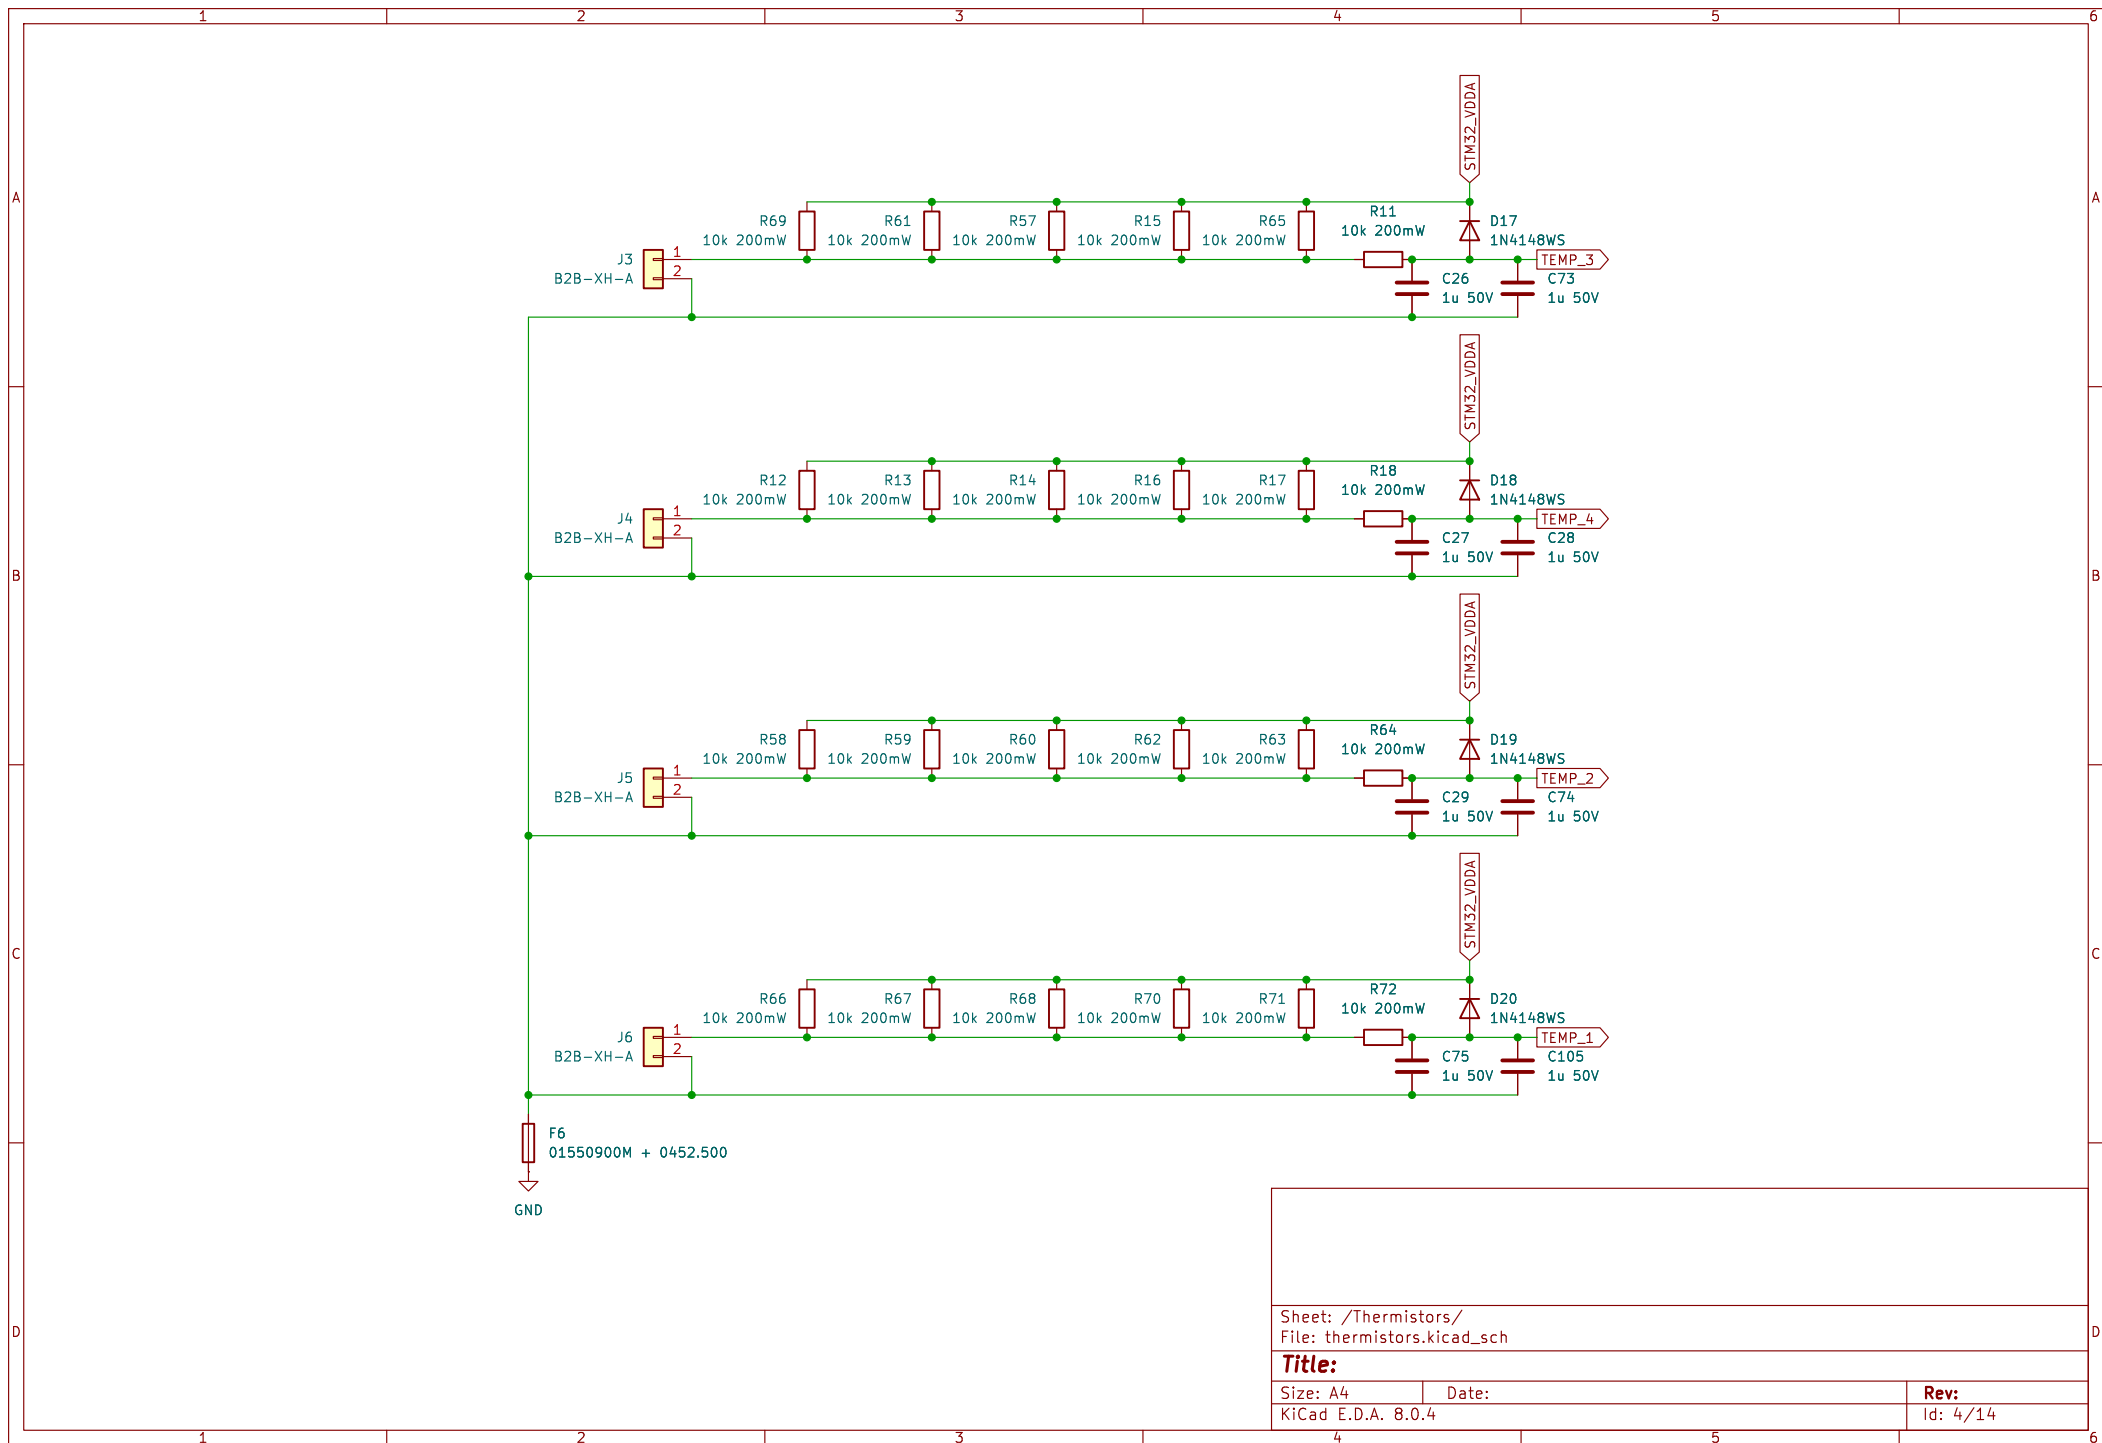 1 2 3 4 5 6
A
B
C
D
A
B
C
D
STM32_VDDA
R69
10k 200mW
R61
10k 200mW
R57
10k 200mW
R15
10k 200mW
R65
10k 200mW
R11
10k 200mW
D17
1N4148WS
J3
B2B-XH-A
1
2
TEMP_3
C26
1u 50V
C73
1u 50V
STM32_VDDA
R12
10k 200mW
R13
10k 200mW
R14
10k 200mW
R16
10k 200mW
R17
10k 200mW
R18
10k 200mW
D18
1N4148WS
J4
B2B-XH-A
1
2
TEMP_4
C27
1u 50V
C28
1u 50V
STM32_VDDA
R58
10k 200mW
R59
10k 200mW
R60
10k 200mW
R62
10k 200mW
R63
10k 200mW
R64
10k 200mW
D19
1N4148WS
J5
B2B-XH-A
1
2
TEMP_2
C29
1u 50V
C74
1u 50V
STM32_VDDA
R66
10k 200mW
R67
10k 200mW
R68
10k 200mW
R70
10k 200mW
R71
10k 200mW
R72
10k 200mW
D20
1N4148WS
J6
B2B-XH-A
1
2
TEMP_1
C75
1u 50V
C105
1u 50V
F6
01550900M + 0452.500
GND
Sheet: /Thermistors/
File: thermistors.kicad_sch
Title:
Size: A4 Date: Rev:
KiCad E.D.A. 8.0.4 Id: 4/14
1 2 3 4 5 6